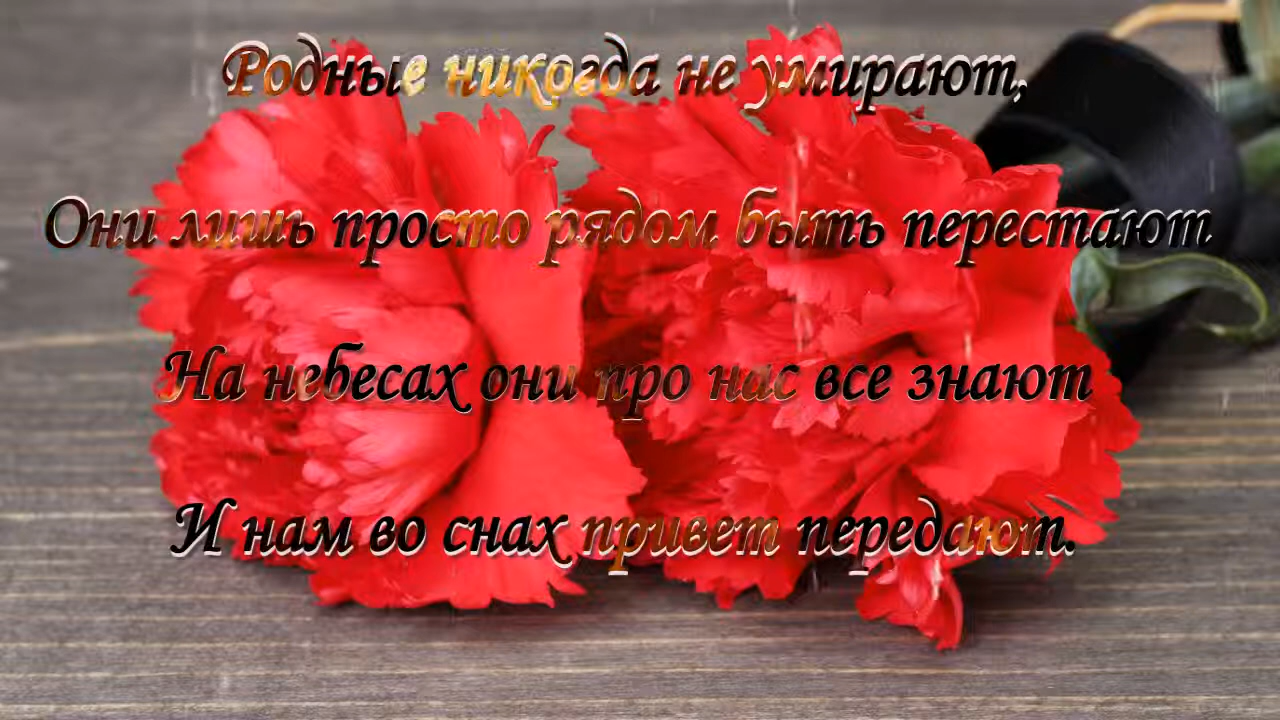 Родные никогда не умирают,
Они лишь просто рядом быть перестают
На небесах они про нас все знают
И нам во снах привет передают.